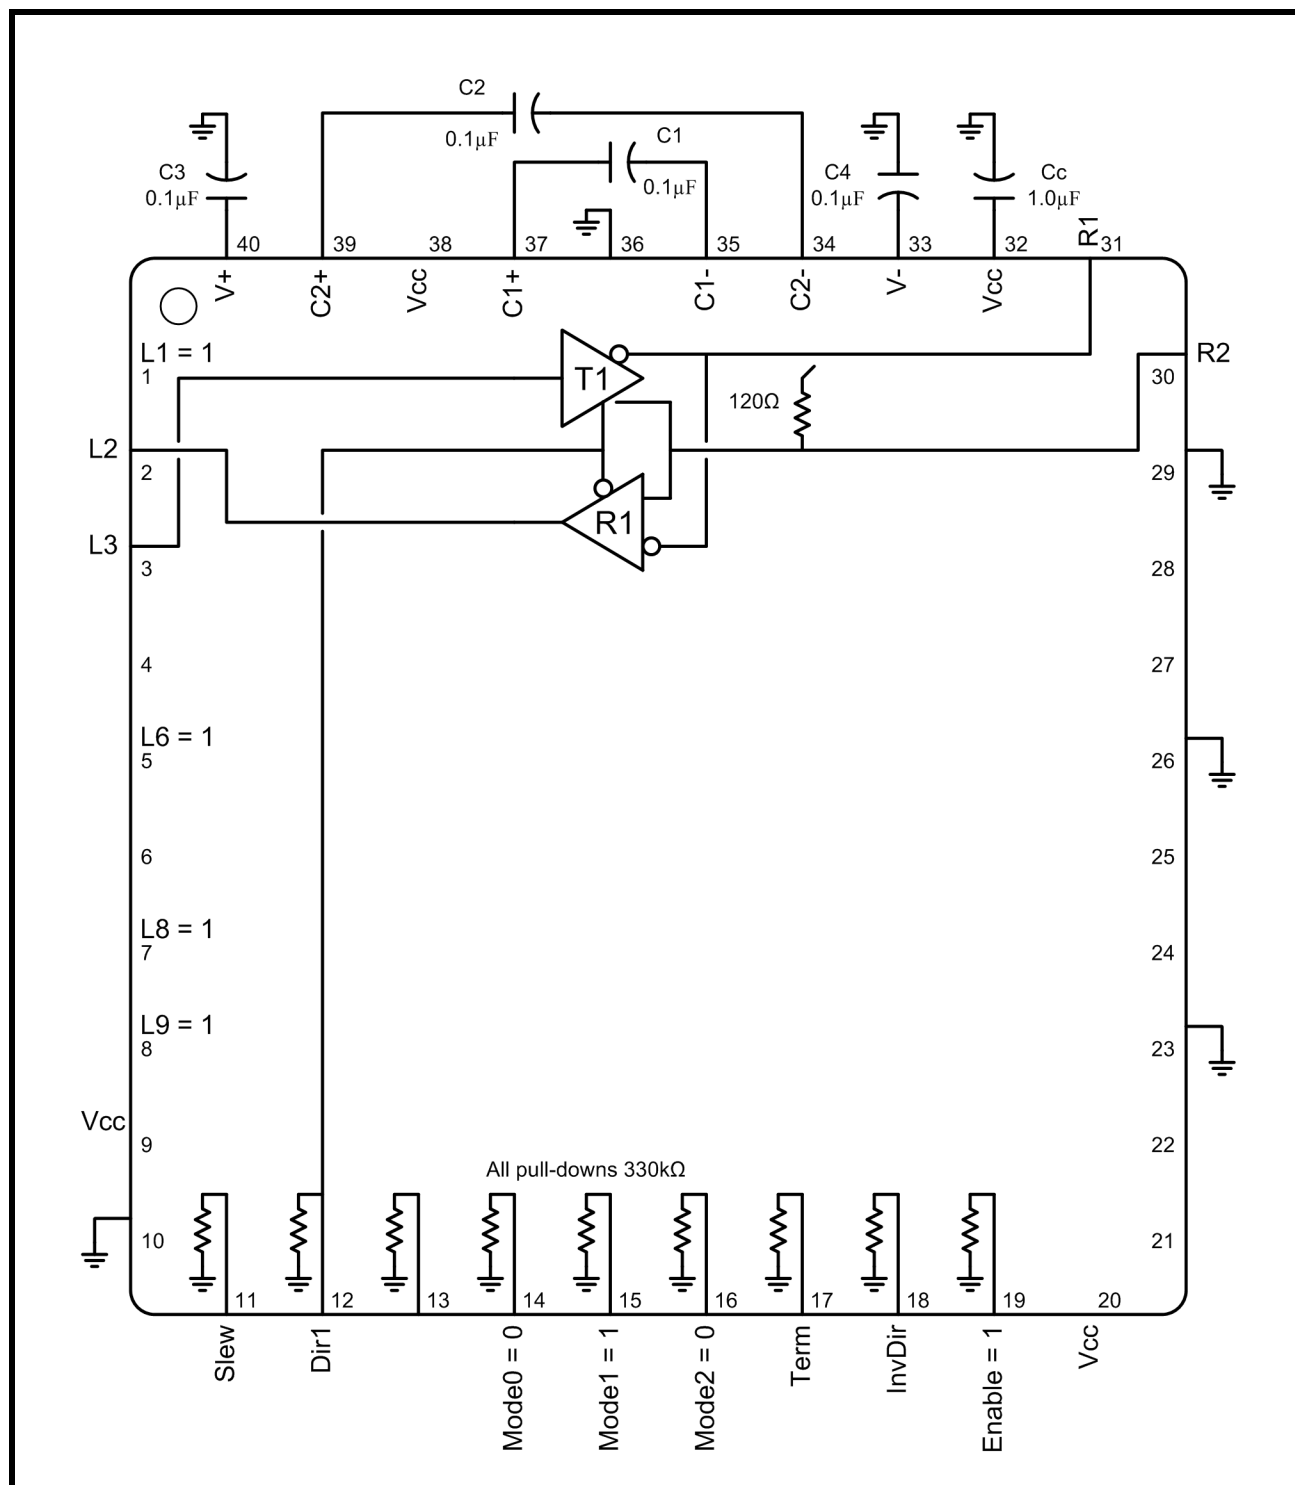 C2
0.1µF
C1
0.1µF
C3
0.1µF
C4
0.1µF
Cc
1.0µF
R1
40
39
38
37
36
35
34
33
32
31
V+
C2+
Vcc
C1+
C1-
C2-
V-
Vcc
L1 = 1
1
T1
120Ω
R2
30
L2
2
29
R1
L3
3
28
4
27
L6 = 1
5
26
6
25
L8 = 1
7
24
L9 = 1
8
23
Vcc
9
22
All pull-downs 330kΩ
10
21
11
12
13
14
15
16
17
18
19
20
Slew
Dir1
Mode0 = 0
Mode1 = 1
Mode2 = 0
Term
InvDir
Enable = 1
Vcc